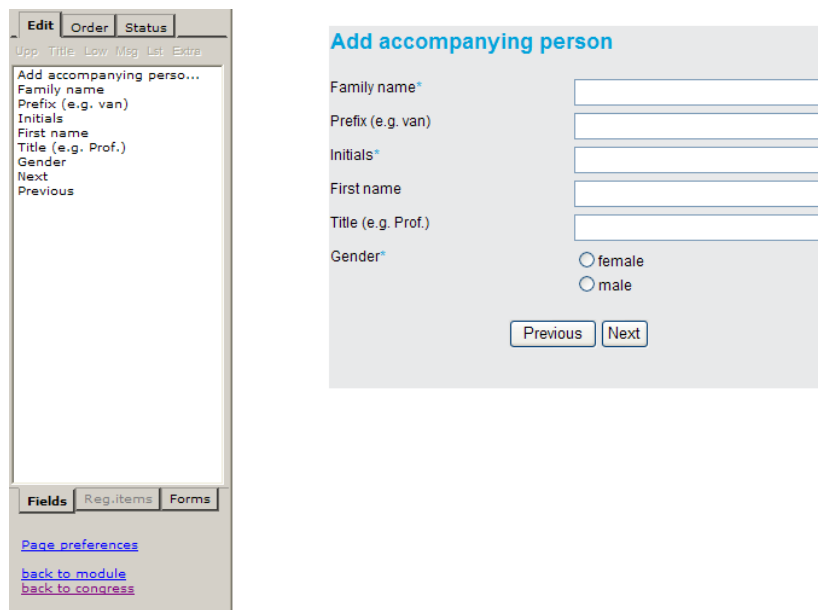 Edit Order Status
Upp Title Low Msg Lst Extra
Add accompanying perso...
Family name
Prefix (e.g. van)
Initials
First name
Title (e.g. Prof.)
Gender
Next
Previous
Fields Reg.items Forms
Page preferences
back to module
back to congress
Add accompanying person
Family name*
Prefix (e.g. van)
Initials*
First name
Title (e.g. Prof.)
Gender*
female
male
Previous Next